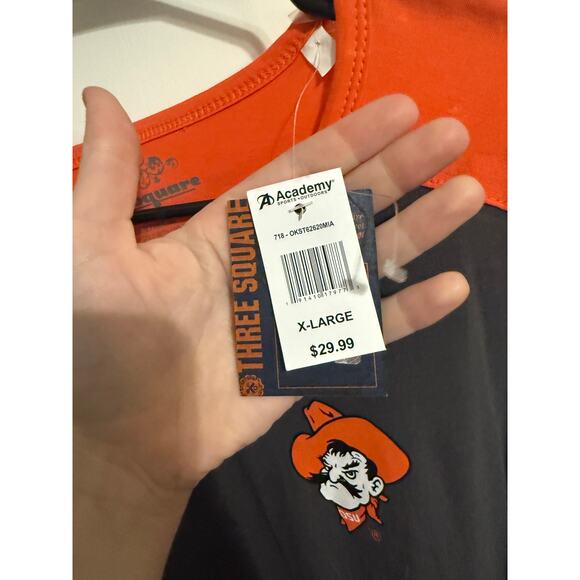 Academy
SPORTS + OUTDOORS
718 - OKST62620MIA
X-LARGE
$29.99
THREE SQUARE
square
OSU